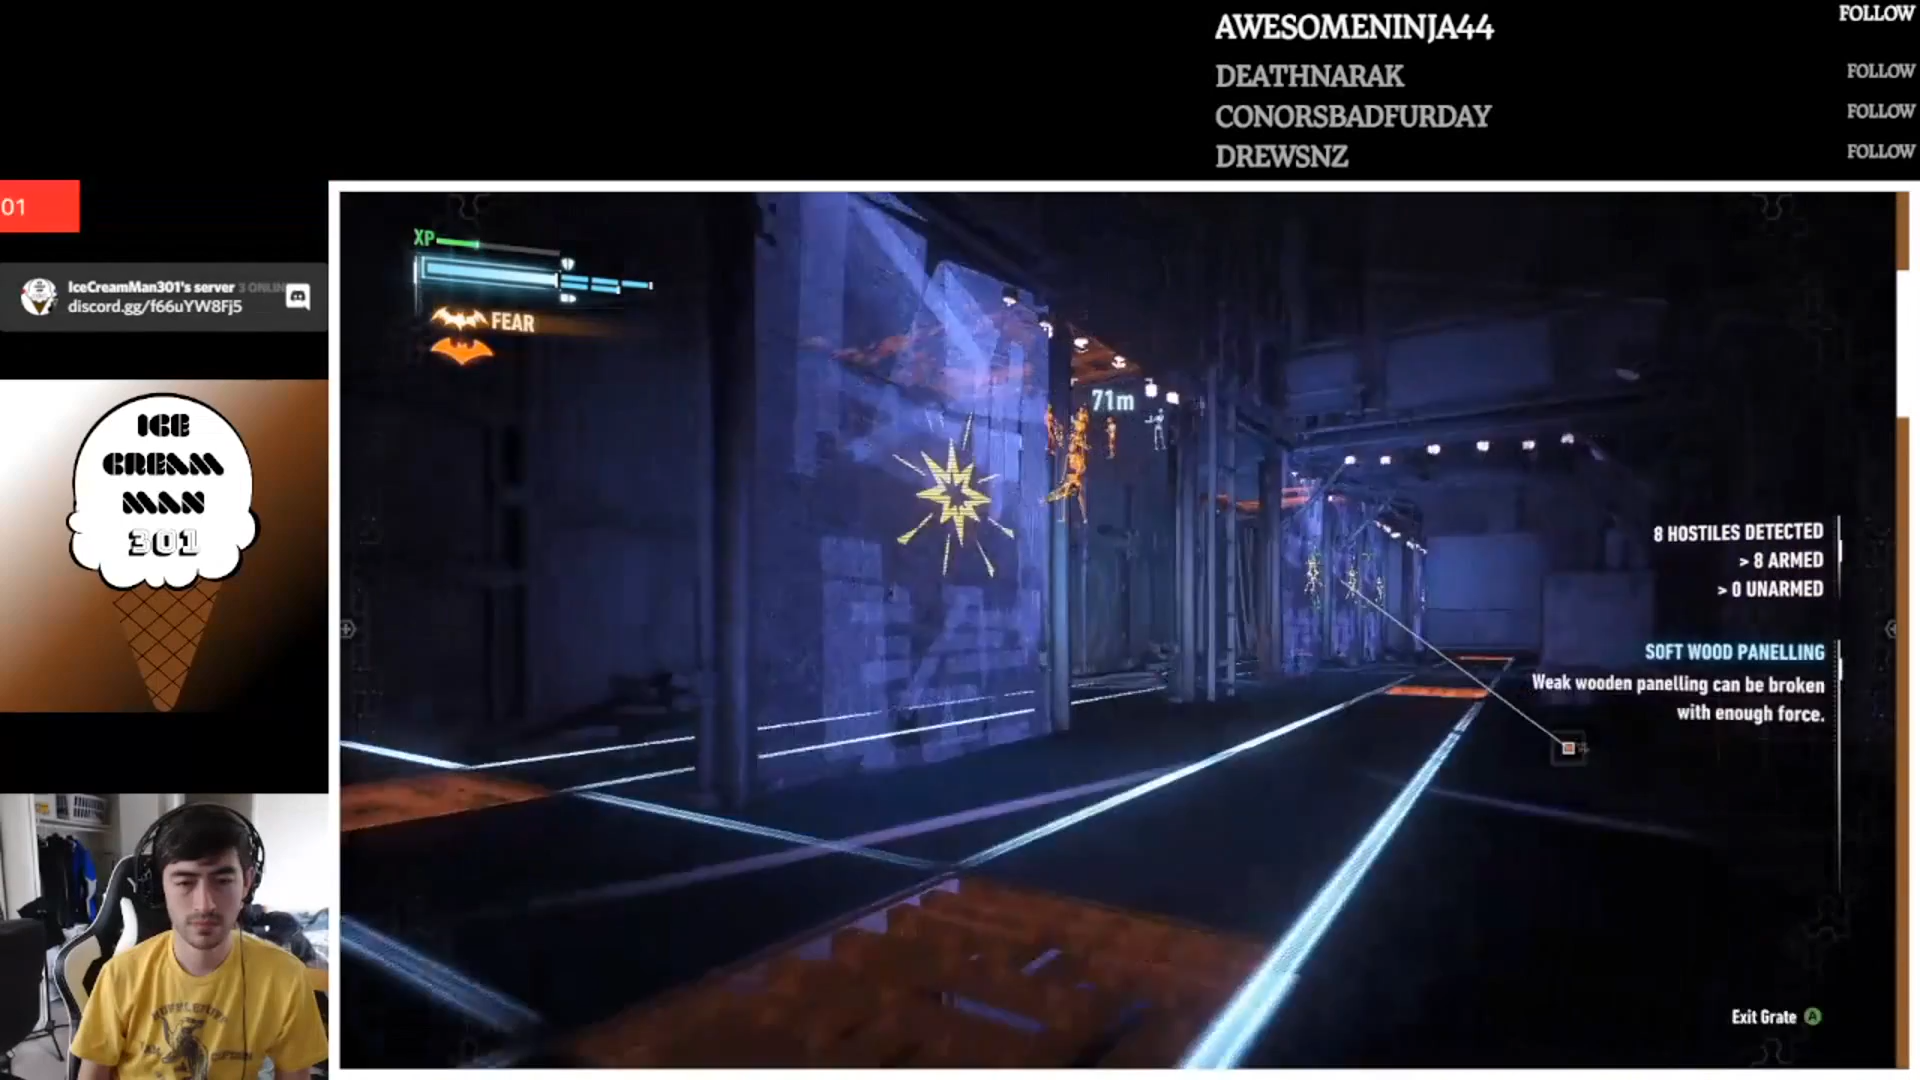 AWESOMENINJA44 FOLLOW
DEATHNARAK FOLLOW
CONORSBADFURDAY FOLLOW
DREWSNZ FOLLOW
01
IceCreamMan301's server 3 ONLIN
discord.gg/f66uYW8Fj5
ICE
CREAM
MAN
301
XP
FEAR
71m
8 HOSTILES DETECTED
> 8 ARMED
> 0 UNARMED
SOFT WOOD PANELLING
Weak wooden panelling can be broken
with enough force.
Exit Grate A